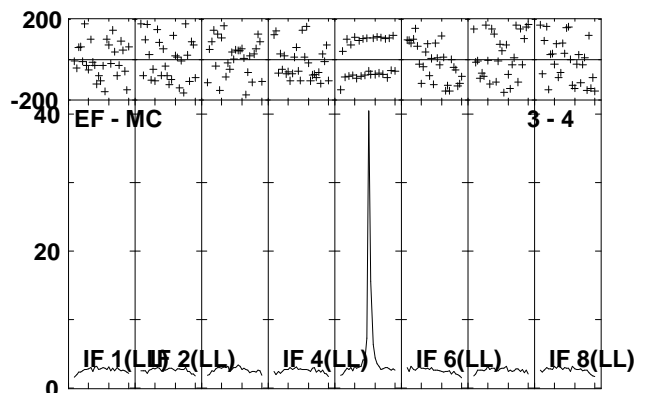 200
-200
40
EF - MC
3 - 4
20
IF 1(LL)
IF 2(LL)
IF 4(LL)
IF 6(LL)
IF 8(LL)
0